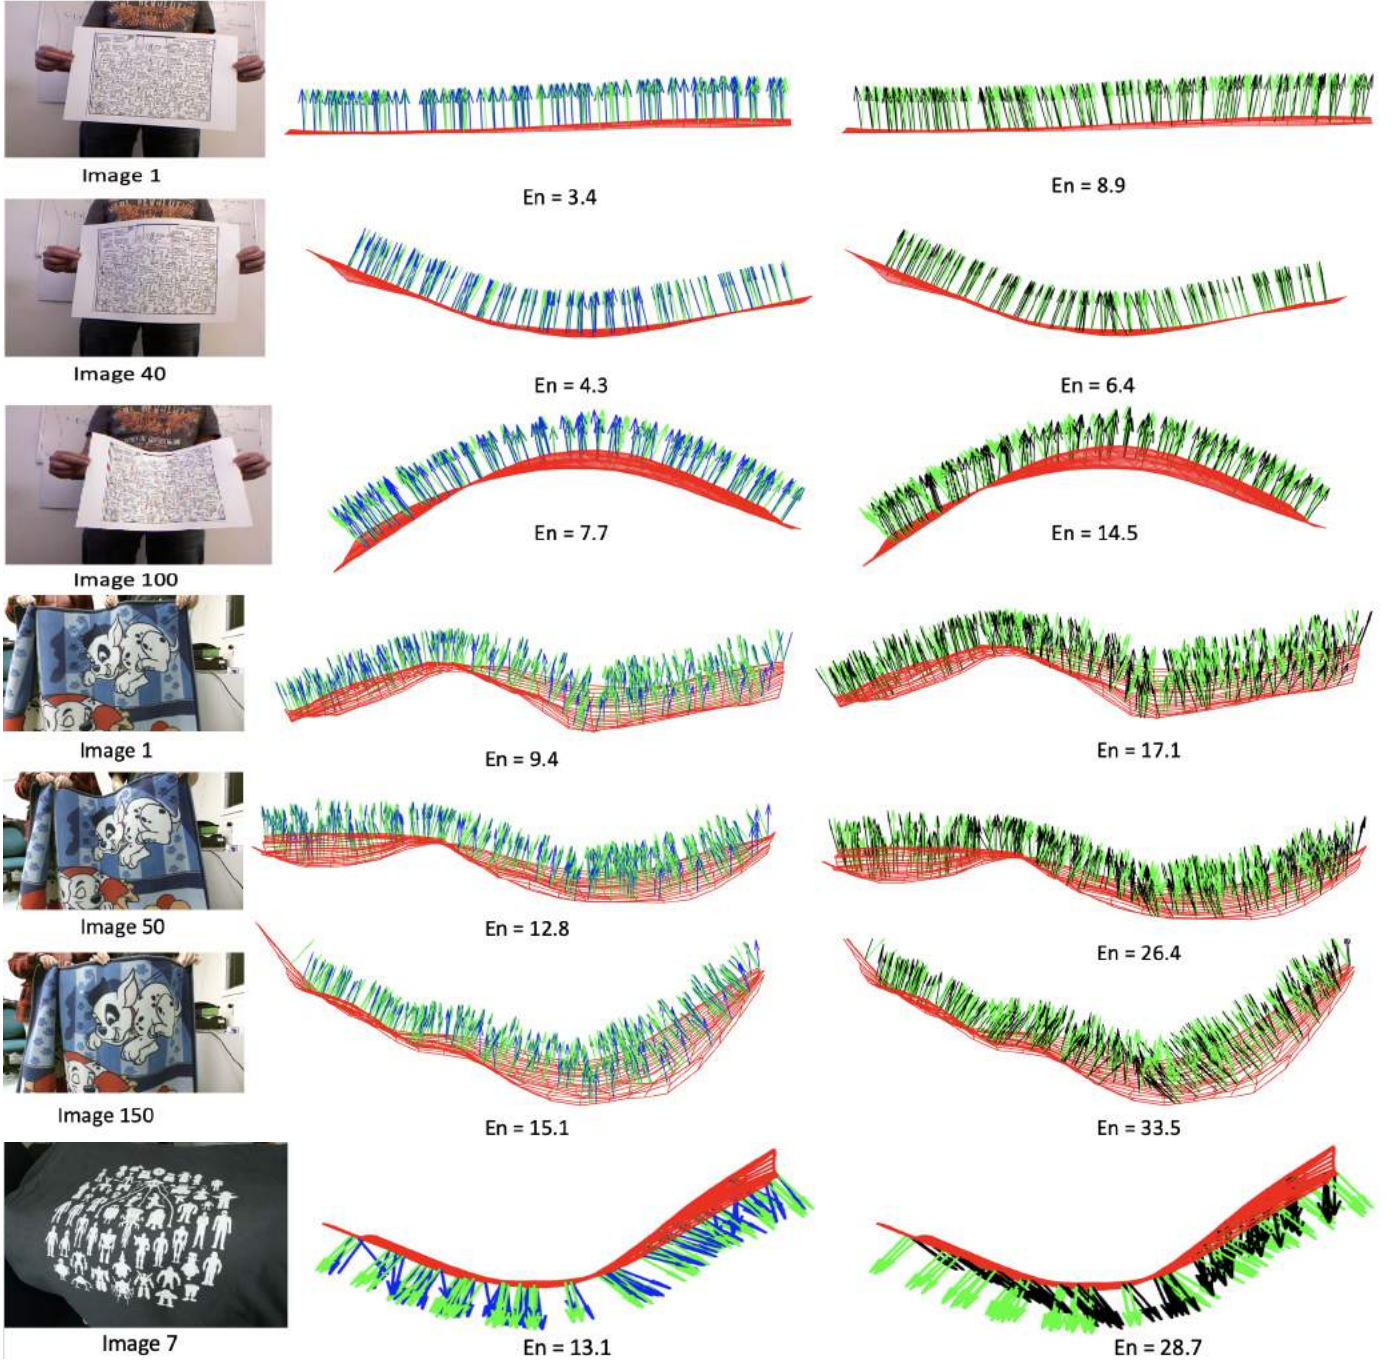 Image 1
En = 3.4
En = 8.9
Image 40
En = 4.3
En = 6.4
Image 100
En = 7.7
En = 14.5
Image 1
En = 9.4
En = 17.1
Image 50
En = 12.8
En = 26.4
Image 150
En = 15.1
En = 33.5
Image 7
En = 13.1
En = 28.7